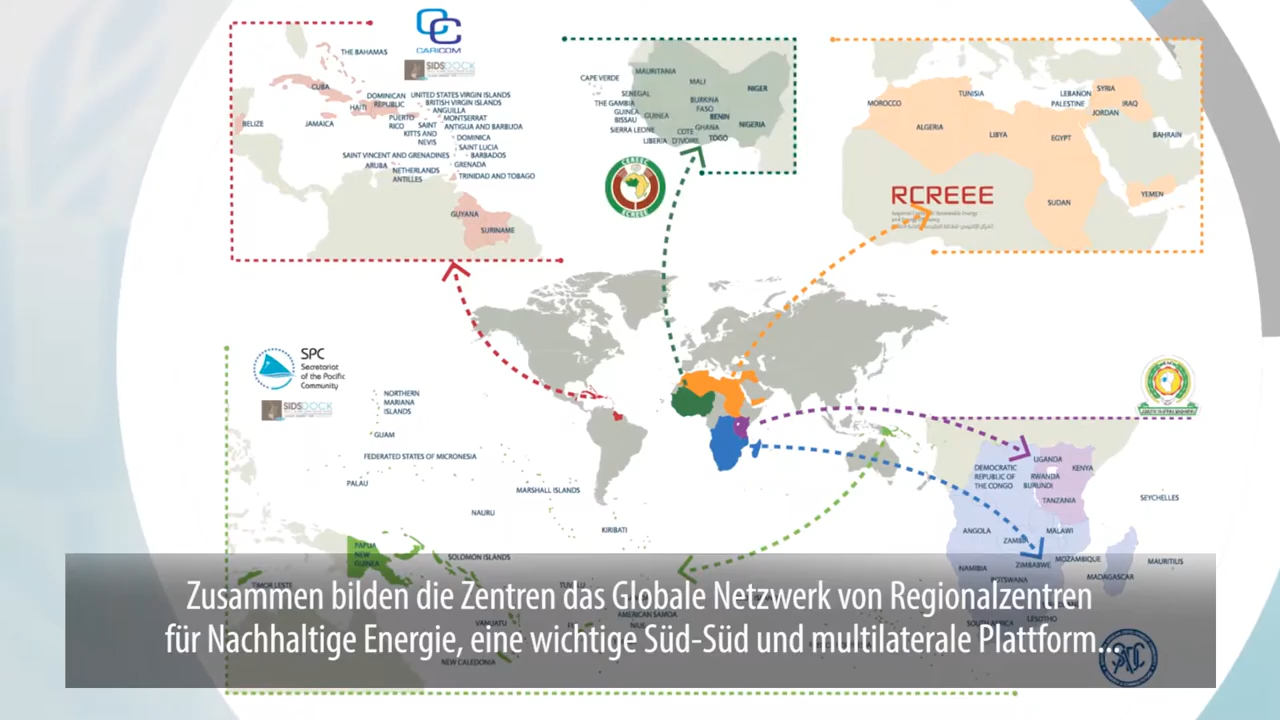 CARICOM
SIDS DOCK
THE BAHAMAS
CUBA
DOMINICAN
REPUBLIC
HAITI
UNITED STATES VIRGIN ISLANDS
BRITISH VIRGIN ISLANDS
ANGUILLA
MONTSERRAT
PUERTO
RICO
SAINT
KITTS AND
NEVIS
ANTIGUA AND BARBUDA
BELIZE
JAMAICA
DOMINICA
SAINT LUCIA
SAINT VINCENT AND GRENADINES
BARBADOS
ARUBA
NETHERLANDS
ANTILLES
GRENADA
TRINIDAD AND TOBAGO
GUYANA
SURINAME
CAPE VERDE
MAURITANIA
MALI
NIGER
SENEGAL
THE GAMBIA
GUINEA
BISSAU
GUINEA
BURKINA
FASO
BENIN
SIERRA LEONE
LIBERIA
COTE
D'IVOIRE
GHANA
TOGO
NIGERIA
CEREEC
ECREEE
MOROCCO
TUNISIA
LEBANON
SYRIA
PALESTINE
IRAQ
JORDAN
ALGERIA
LIBYA
EGYPT
BAHRAIN
YEMEN
SUDAN
RCREEE
SPC
Secretariat
of the Pacific
Community
SIDS DOCK
NORTHERN
MARIANA
ISLANDS
GUAM
FEDERATED STATES OF MICRONESIA
PALAU
MARSHALL ISLANDS
NAURU
KIRIBATI
PAPUA
NEW
GUINEA
SOLOMON ISLANDS
TIMOR LESTE
AMERICAN SAMOA
NIUE
VANUATU
NEW CALEDONIA
UGANDA
KENYA
DEMOCRATIC
REPUBLIC OF
THE CONGO
RWANDA
BURUNDI
TANZANIA
SEYCHELLES
ANGOLA
MALAWI
ZAMBIA
ZIMBABWE
MOZAMBIQUE
MAURITIUS
NAMIBIA
BOTSWANA
MADAGASCAR
LESOTHO
SOUTH AFRICA
Zusammen bilden die Zentren das Globale Netzwerk von Regionalzentren
für Nachhaltige Energie, eine wichtige Süd-Süd und multilaterale Plattform...